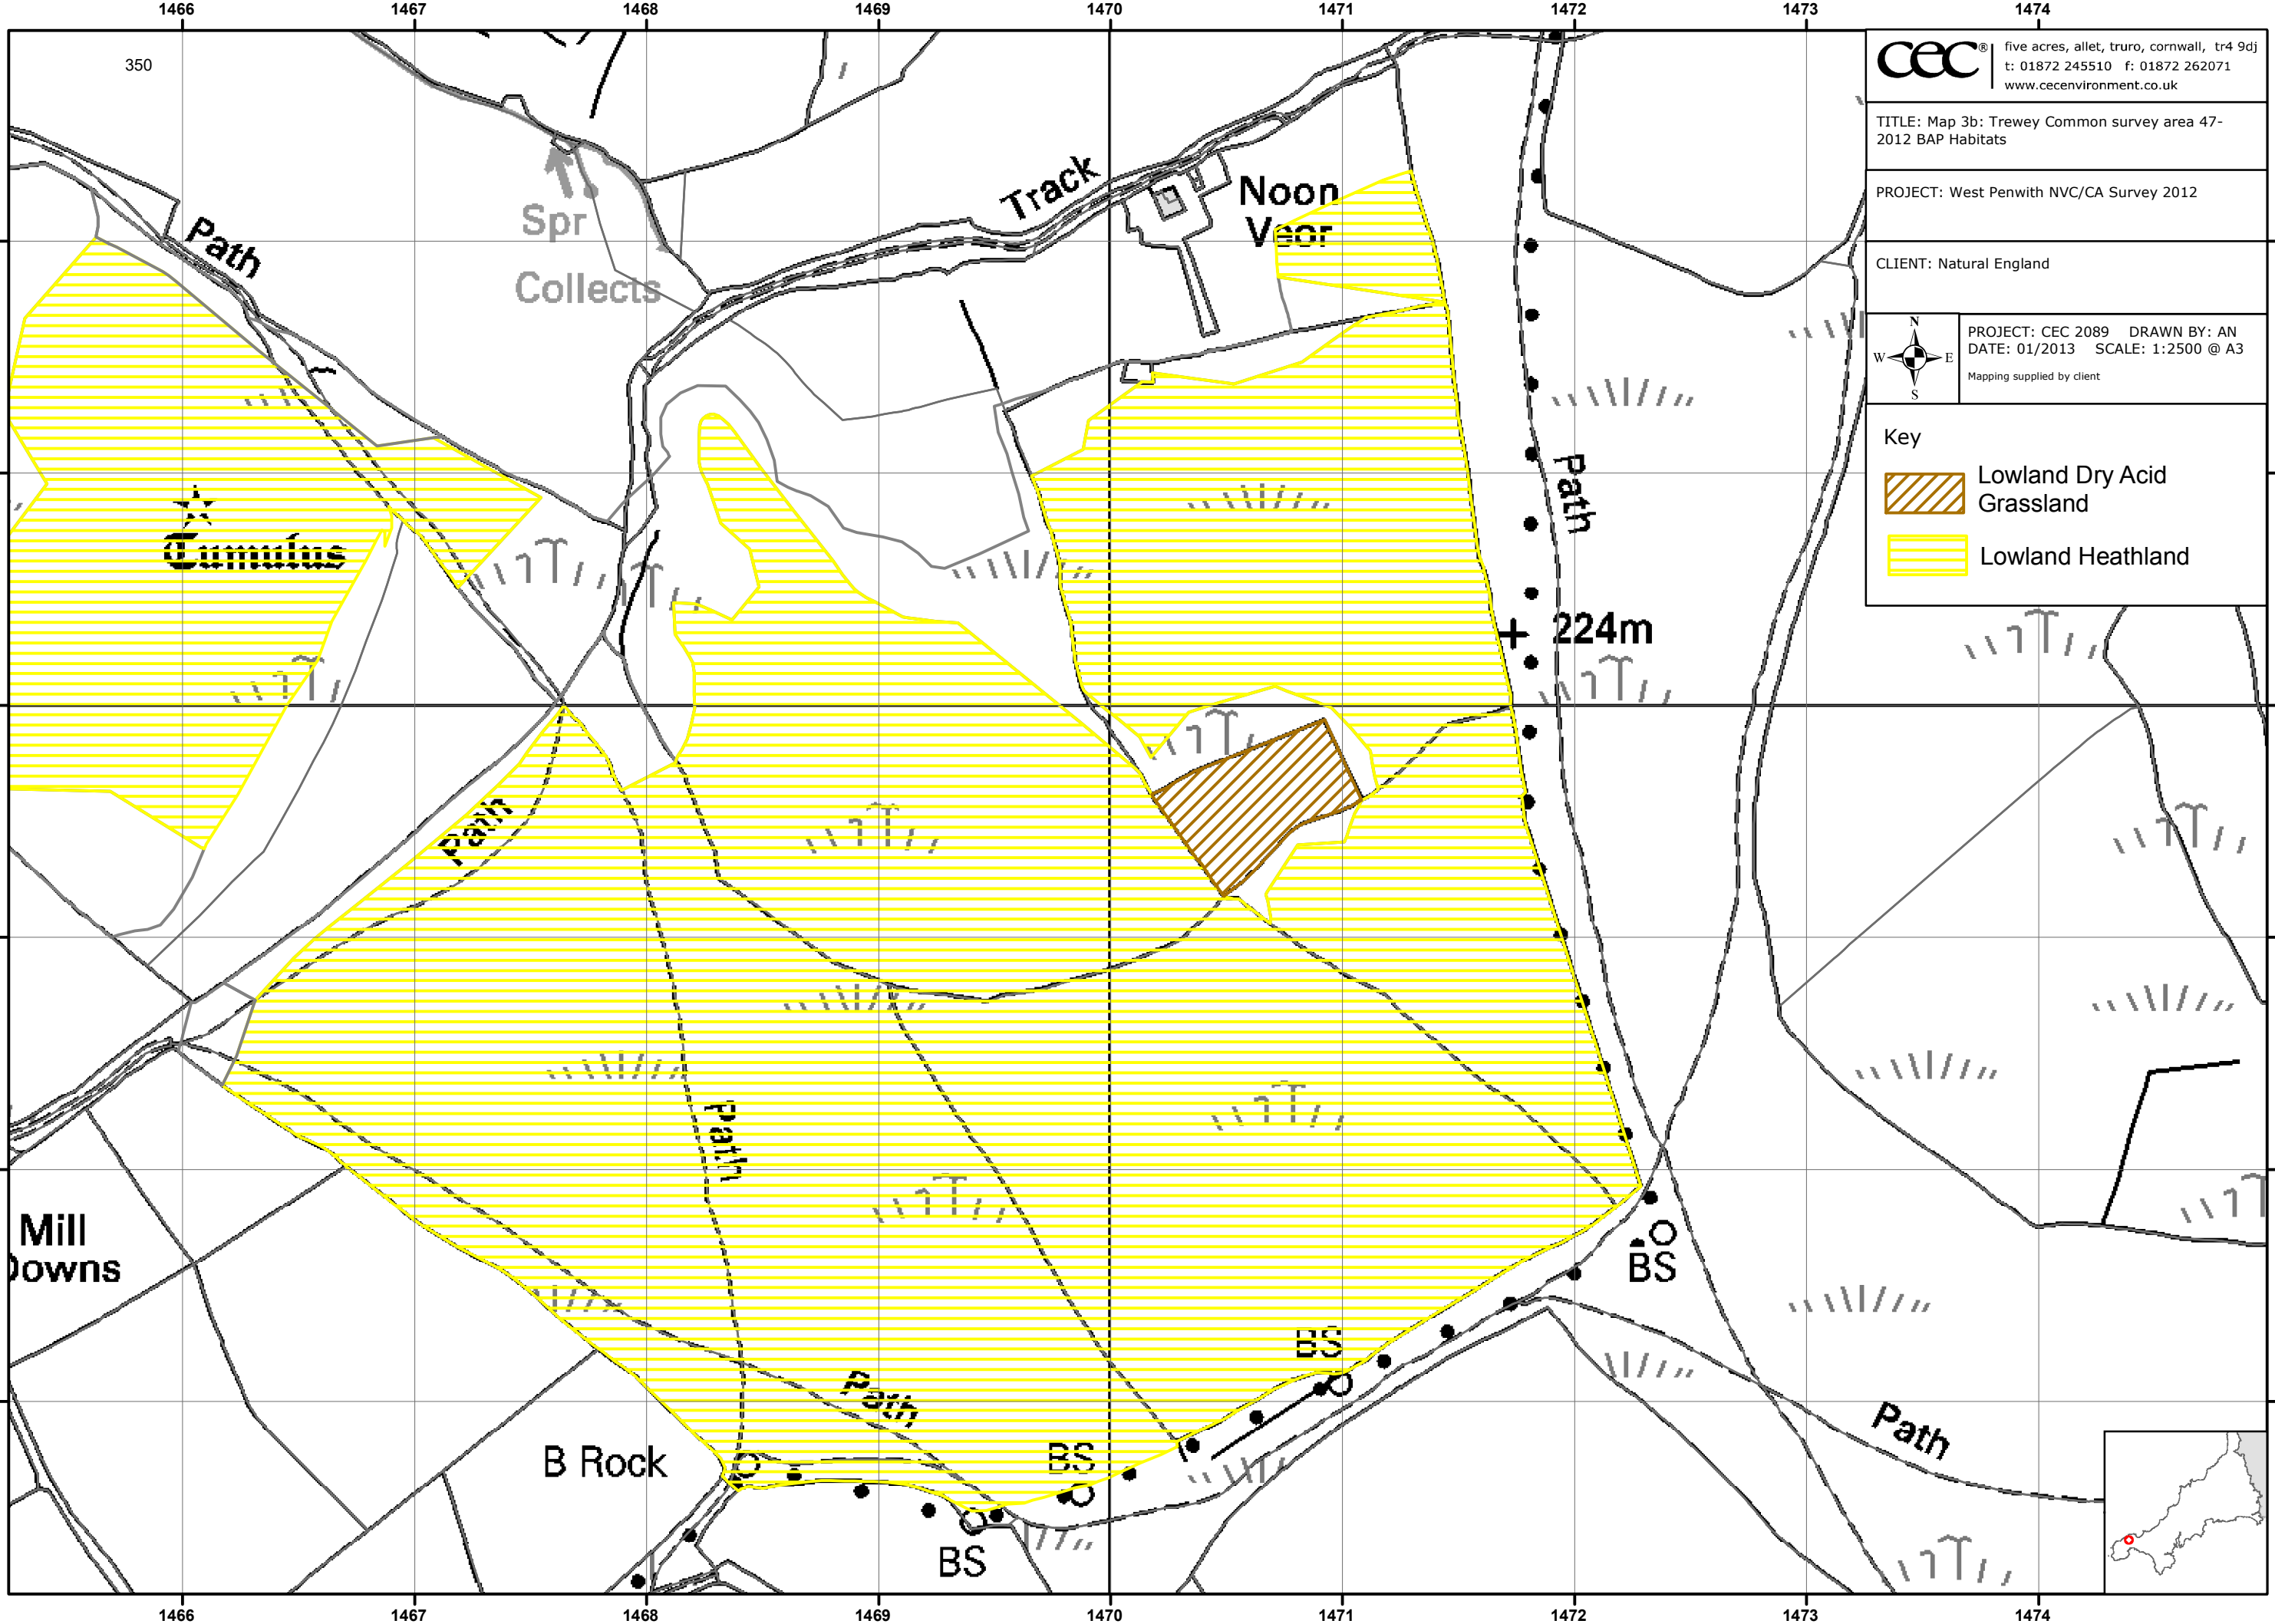 1466 1467 1468 1469 1470 1471 1472 1473 1474
350
cec®
five acres, allet, truro, cornwall, tr4 9dj
t: 01872 245510 f: 01872 262071
www.cecenvironment.co.uk
TITLE: Map 3b: Trewey Common survey area 47-
2012 BAP Habitats
PROJECT: West Penwith NVC/CA Survey 2012
CLIENT: Natural England
N
W E
S
PROJECT: CEC 2089 DRAWN BY: AN
DATE: 01/2013 SCALE: 1:2500 @ A3
Mapping supplied by client
Key
Lowland Dry Acid
Grassland
Lowland Heathland
Path
Spr
Collects
Track
Noon
Veor
Path
Tumulus
224m
Path
Path
Mill
Downs
BS
BS
Path
Path
B Rock
BS
BS
1466 1467 1468 1469 1470 1471 1472 1473 1474